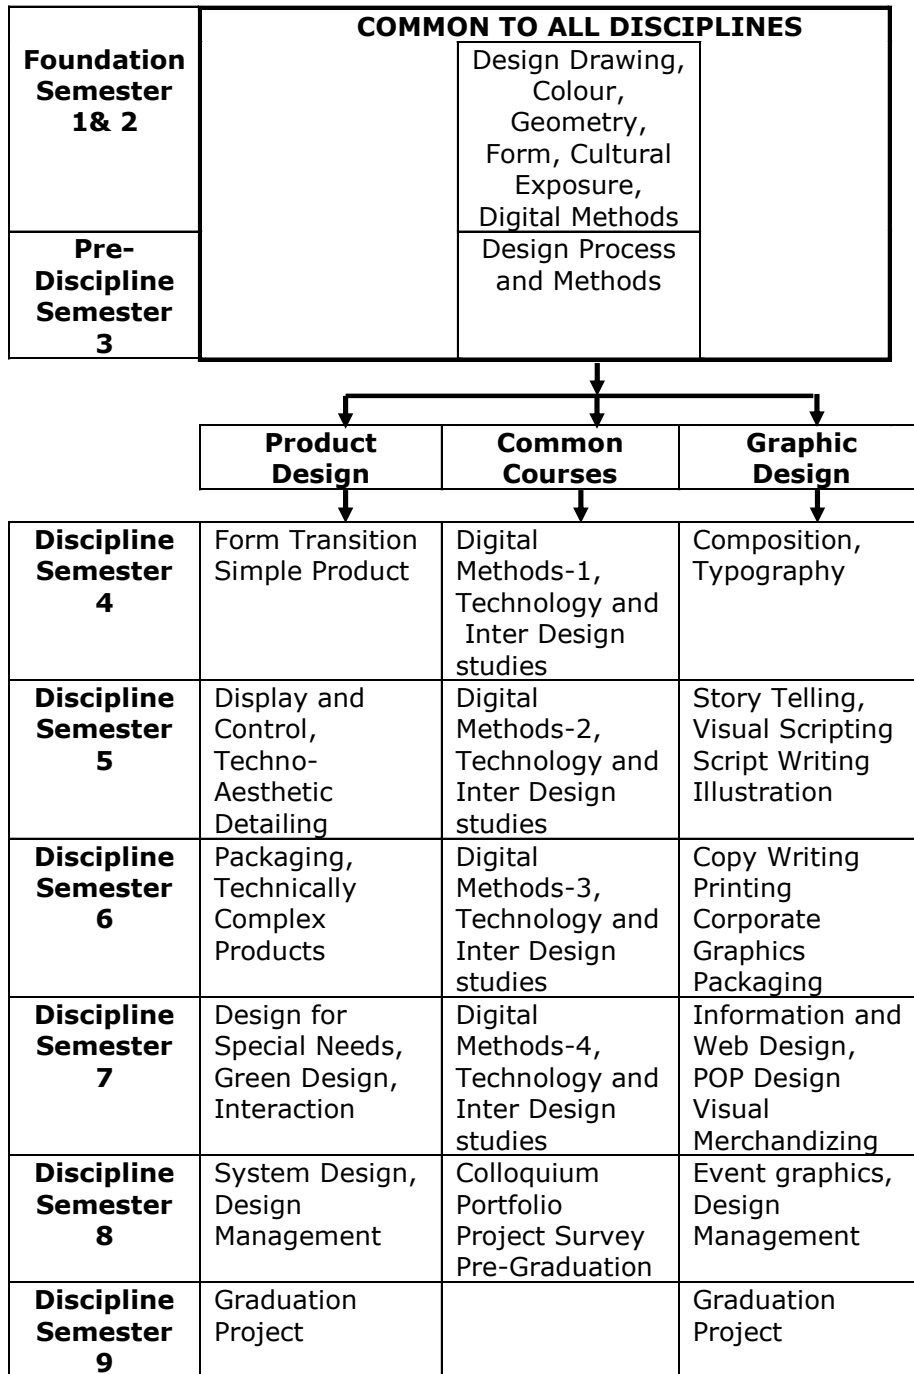 COMMON TO ALL DISCIPLINES
Foundation
Semester
1& 2
Design Drawing,
Colour,
Geometry,
Form, Cultural
Exposure,
Digital Methods
Pre-
Discipline
Semester
3
Design Process
and Methods
Product
Design
Common
Courses
Graphic
Design
Discipline
Semester
4
Form Transition
Simple Product
Digital
Methods-1,
Technology and
Inter Design
studies
Composition,
Typography
Discipline
Semester
5
Display and
Control,
Techno-
Aesthetic
Detailing
Digital
Methods-2,
Technology and
Inter Design
studies
Story Telling,
Visual Scripting
Script Writing
Illustration
Discipline
Semester
6
Packaging,
Technically
Complex
Products
Digital
Methods-3,
Technology and
Inter Design
studies
Copy Writing
Printing
Corporate
Graphics
Packaging
Discipline
Semester
7
Design for
Special Needs,
Green Design,
Interaction
Digital
Methods-4,
Technology and
Inter Design
studies
Information and
Web Design,
POP Design
Visual
Merchandizing
Discipline
Semester
8
System Design,
Design
Management
Colloquium
Portfolio
Project Survey
Pre-Graduation
Event graphics,
Design
Management
Discipline
Semester
9
Graduation
Project
Graduation
Project